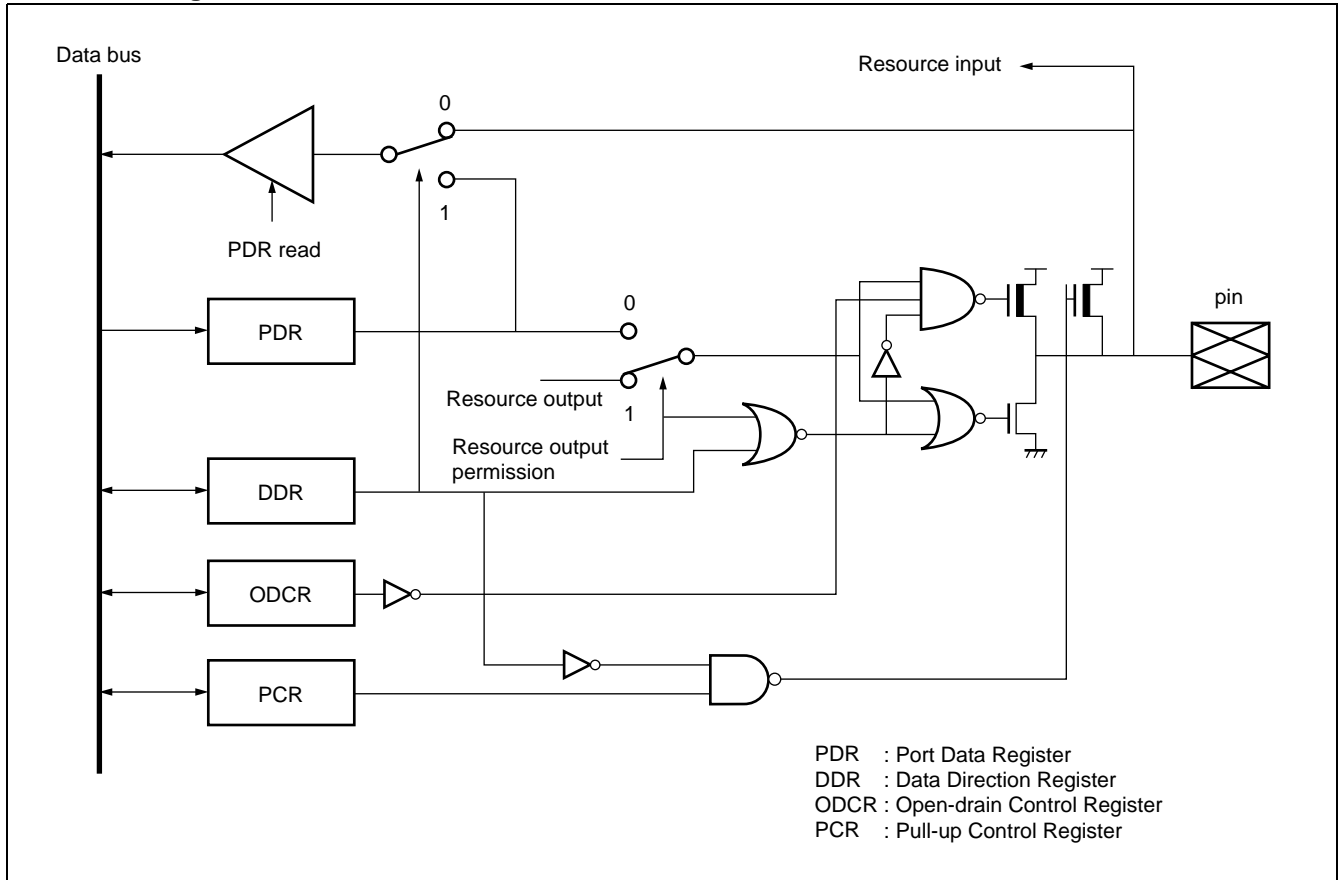 Data bus
Resource input
0
1
PDR read
pin
0
PDR
Resource output
1
Resource output
permission
DDR
ODCR
PCR
PDR : Port Data Register
DDR : Data Direction Register
ODCR : Open-drain Control Register
PCR : Pull-up Control Register